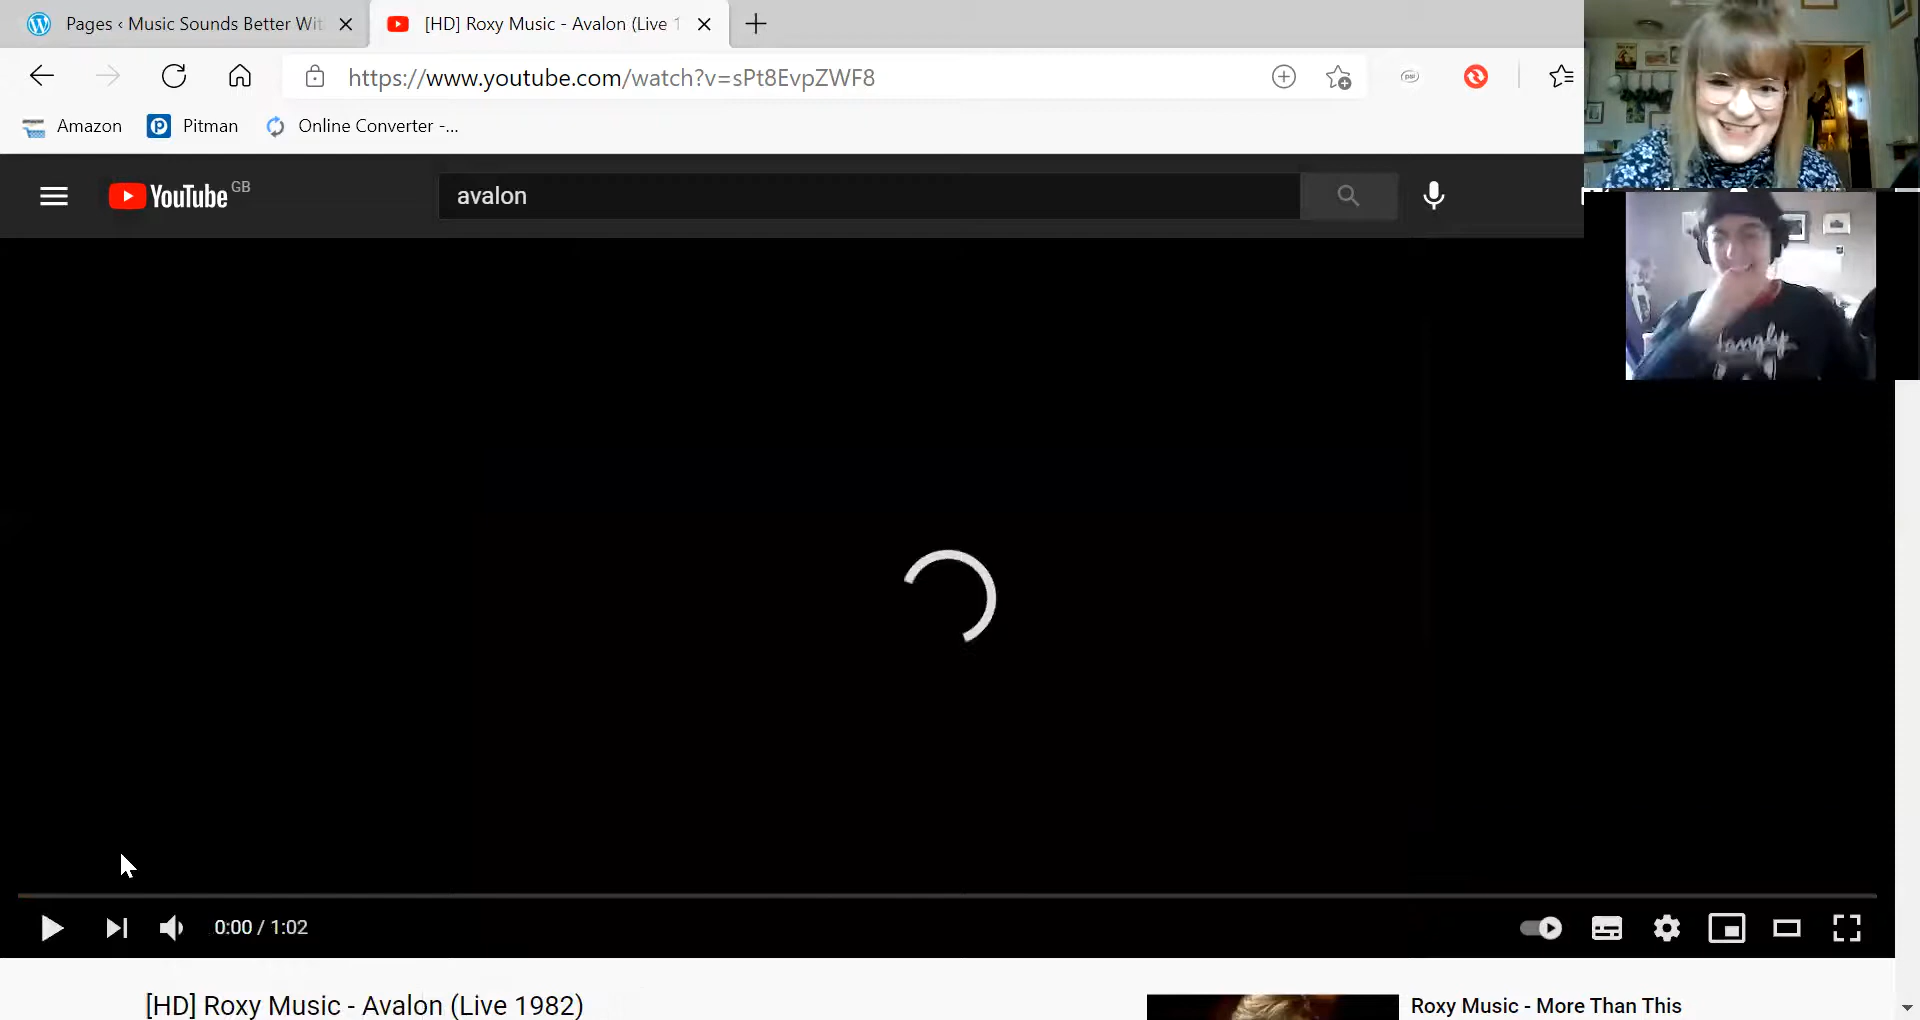 Pages ‹ Music Sounds Better Wit
[HD] Roxy Music - Avalon (Live 1
https://www.youtube.com/watch?v=sPt8EvpZWF8
psi
Amazon
Pitman
Online Converter -...
YouTube GB
avalon
tangly
0:00 / 1:02
[HD] Roxy Music - Avalon (Live 1982)
Roxy Music - More Than This